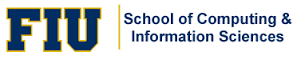 FIU
School of Computing &
Information Sciences